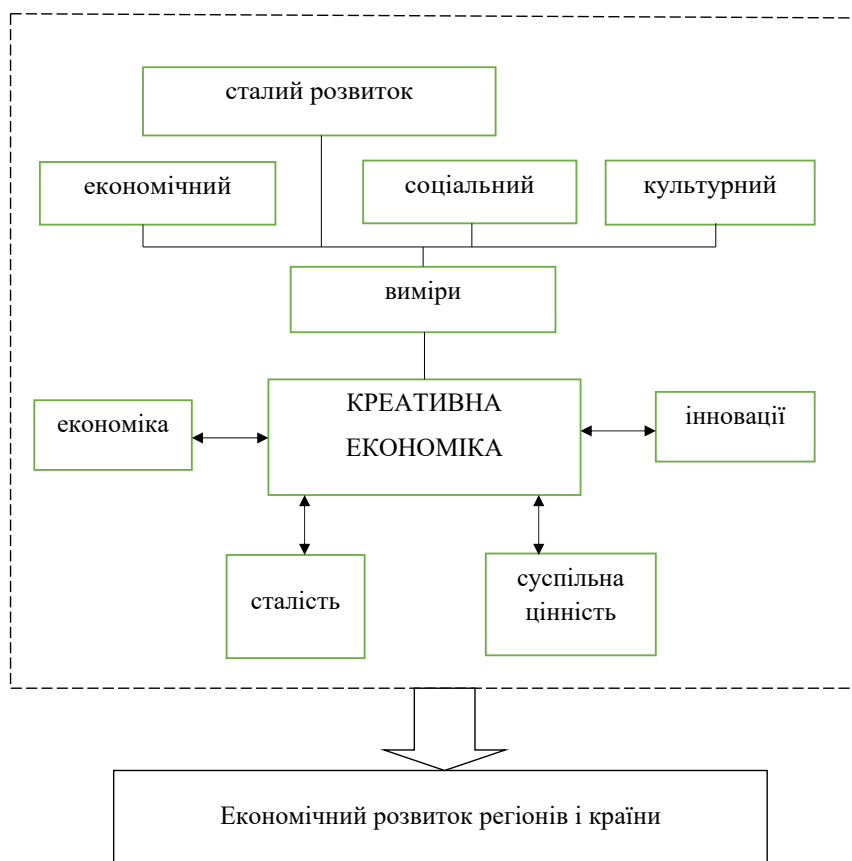 сталий розвиток
економічний
соціальний
культурний
виміри
КРЕАТИВНА
ЕКОНОМІКА
економіка
інновації
сталість
суспільна
цінність
Економічний розвиток регіонів і країни